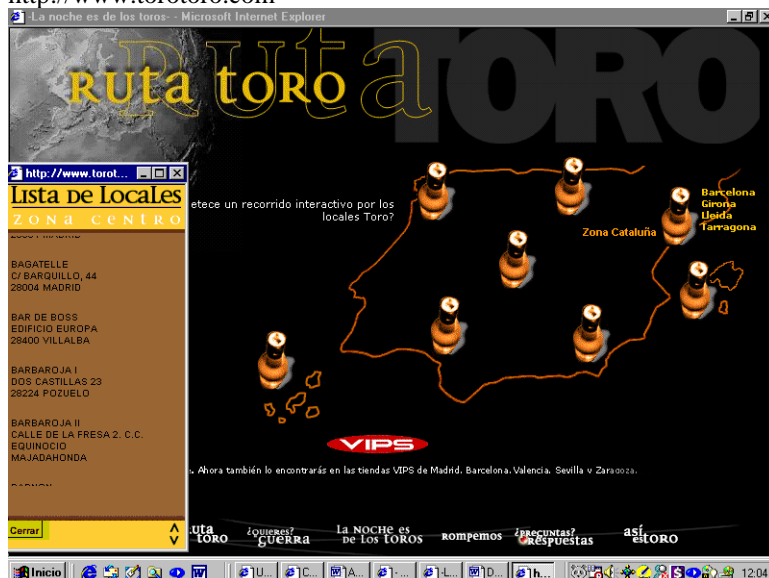 http://www.torotoro.com
-La noche es de los toros- - Microsoft Internet Explorer
Ruta TORO
RUta toRo
http://www.torot...
Lista de Locales
zona centro
MADRID
BAGATELLE
C/ BARQUILLO, 44
28004 MADRID
BAR DE BOSS
EDIFICIO EUROPA
28400 VILLALBA
BARBAROJA I
DOS CASTILLAS 23
28224 POZUELO
BARBAROJA II
CALLE DE LA FRESA 2. C.C.
EQUINOCIO
MAJADAHONDA
Cerrar
etece un recorrido interactivo por los
locales Toro?
Zona Cataluña
Barcelona
Girona
Lleida
Tarragona
VIPS
. Ahora también lo encontrarás en las tiendas VIPS de Madrid. Barcelona. Valencia. Sevilla y Zaragoza.
.uta toro
¿quieres? guerra
La noche es de los toros
rompemos
¿preguntas? respuestas
así estoro
Inicio
U...
C...
A...
-...
-L...
D...
h...
12:04